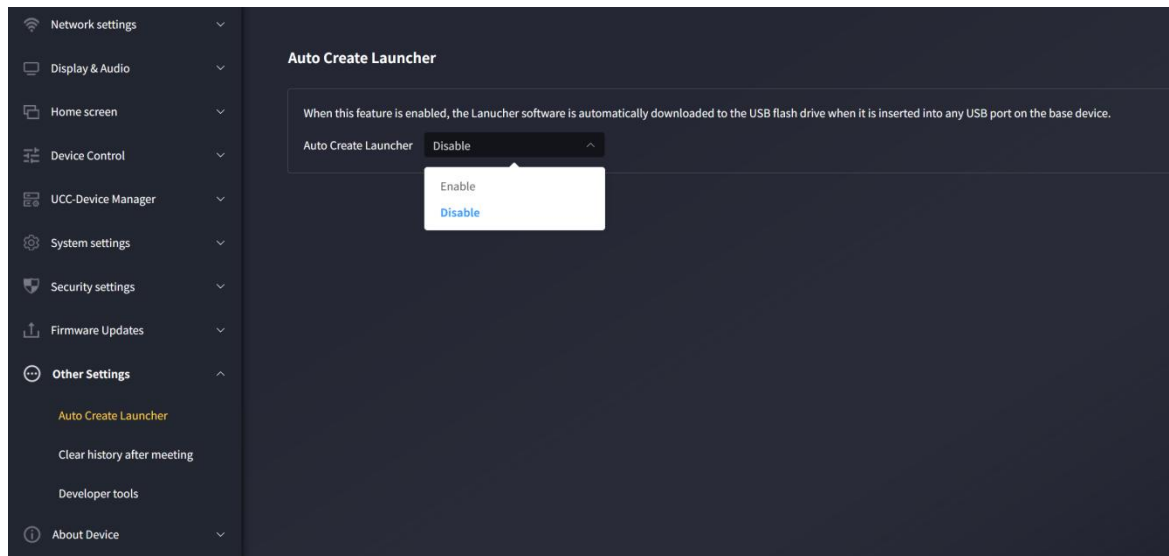 Network settings
Display & Audio
Home screen
Device Control
UCC-Device Manager
System settings
Security settings
Firmware Updates
Other Settings
Auto Create Launcher
Clear history after meeting
Developer tools
About Device
Auto Create Launcher
When this feature is enabled, the Lanucher software is automatically downloaded to the USB flash drive when it is inserted into any USB port on the base device.
Auto Create Launcher Disable
Enable
Disable